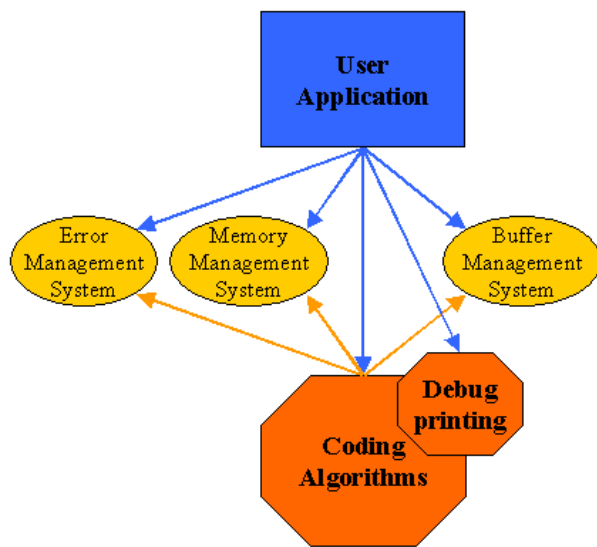 User
Application
Error
Management
System
Memory
Management
System
Buffer
Management
System
Debug
printing
Coding
Algorithms